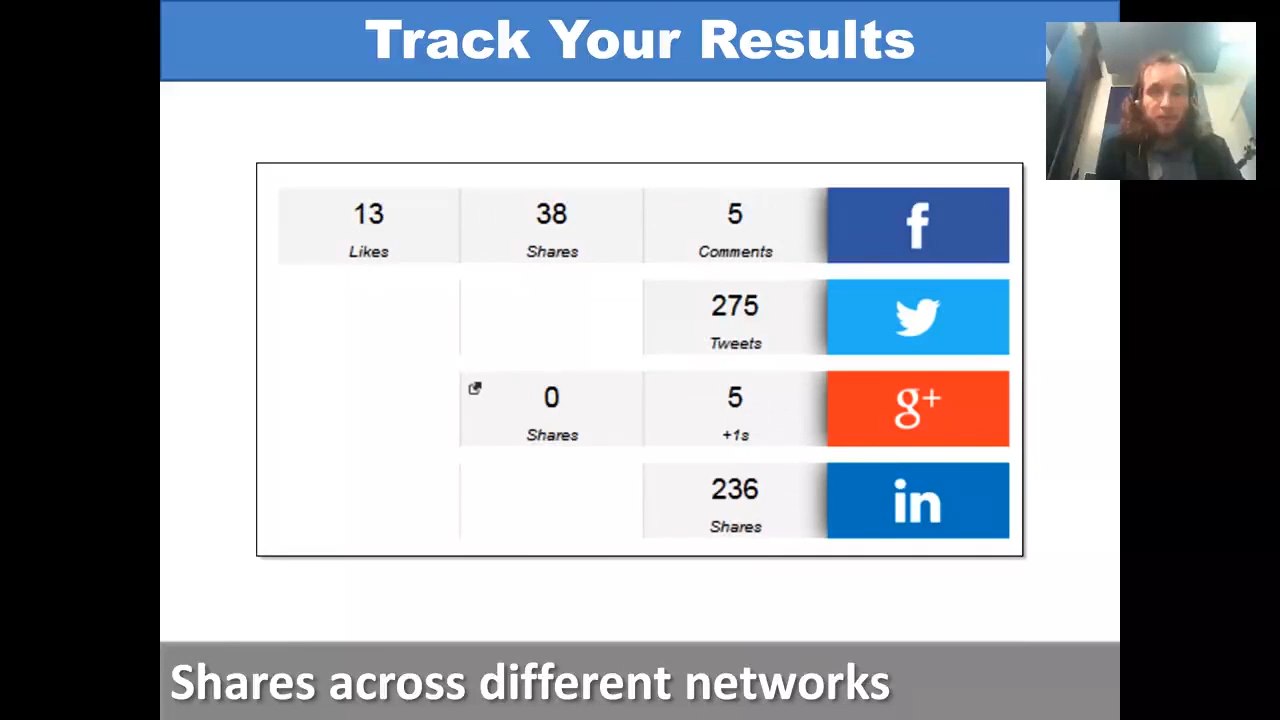 Track Your Results
13 38 5
Likes Shares Comments
f
275
Tweets
0 5
Shares +1s
g+
236
Shares
in
Shares across different networks